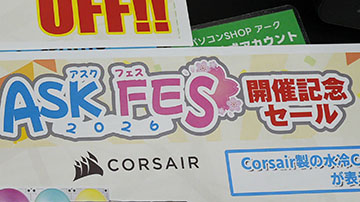 OFF!!
パソコンSHOP アーク
アカウント
アスク フェス
ASK FE'S
2026
開催記念
セール
CORSAIR
Corsair製の水冷C
が表